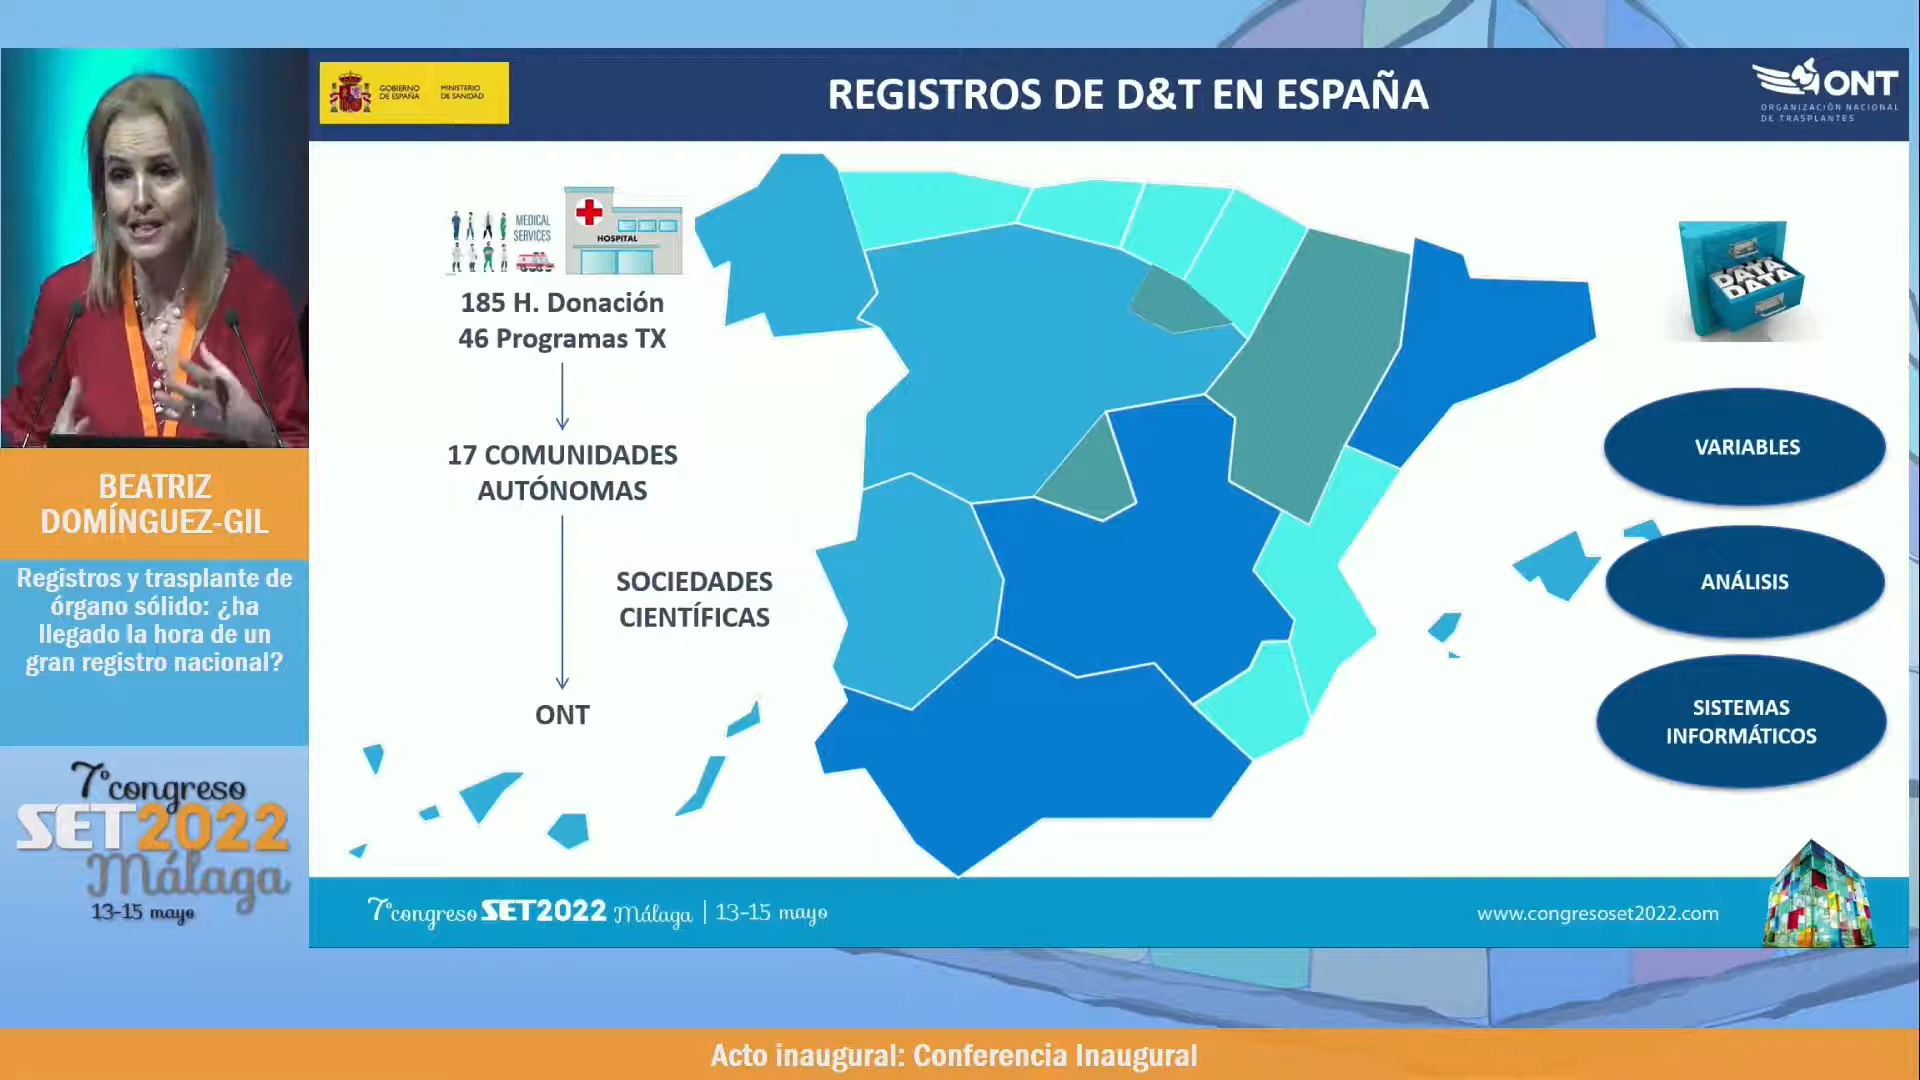 GOBIERNO
DE ESPAÑA
MINISTERIO
DE SANIDAD
REGISTROS DE D&T EN ESPAÑA
ONT
ORGANIZACIÓN NACIONAL
DE TRASPLANTES
MEDICAL
SERVICES
HOSPITAL
185 H. Donación
46 Programas TX
17 COMUNIDADES
AUTÓNOMAS
SOCIEDADES
CIENTÍFICAS
ONT
DATA
DATA
VARIABLES
ANÁLISIS
SISTEMAS
INFORMÁTICOS
BEATRIZ
DOMÍNGUEZ-GIL
Registros y trasplante de
órgano sólido: ¿ha
llegado la hora de un
gran registro nacional?
7º congreso
SET2022
Málaga
13-15 mayo
7º congreso SET2022 Málaga | 13-15 mayo
www.congresoset2022.com
Acto inaugural: Conferencia Inaugural